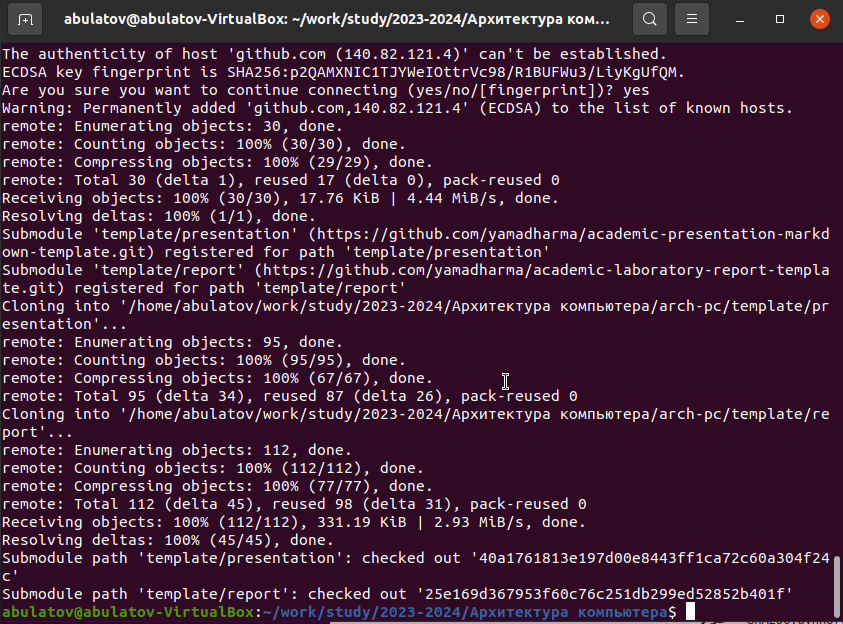 abulatov@abulatov-VirtualBox: ~/work/study/2023-2024/Архитектура ком...
The authenticity of host 'github.com (140.82.121.4)' can't be established.
ECDSA key fingerprint is SHA256:p2QAMXNIC1TJYWeIOttrVc98/R1BUFWu3/LiyKgUfQM.
Are you sure you want to continue connecting (yes/no/[fingerprint])? yes
Warning: Permanently added 'github.com,140.82.121.4' (ECDSA) to the list of known hosts.
remote: Enumerating objects: 30, done.
remote: Counting objects: 100% (30/30), done.
remote: Compressing objects: 100% (29/29), done.
remote: Total 30 (delta 1), reused 17 (delta 0), pack-reused 0
Receiving objects: 100% (30/30), 17.76 KiB | 4.44 MiB/s, done.
Resolving deltas: 100% (1/1), done.
Submodule 'template/presentation' (https://github.com/yamadharma/academic-presentation-markd
own-template.git) registered for path 'template/presentation'
Submodule 'template/report' (https://github.com/yamadharma/academic-laboratory-report-templa
te.git) registered for path 'template/report'
Cloning into '/home/abulatov/work/study/2023-2024/Архитектура компьютера/arch-pc/template/pr
esentation'...
remote: Enumerating objects: 95, done.
remote: Counting objects: 100% (95/95), done.
remote: Compressing objects: 100% (67/67), done.
remote: Total 95 (delta 34), reused 87 (delta 26), pack-reused 0
Cloning into '/home/abulatov/work/study/2023-2024/Архитектура компьютера/arch-pc/template/re
port'...
remote: Enumerating objects: 112, done.
remote: Counting objects: 100% (112/112), done.
remote: Compressing objects: 100% (77/77), done.
remote: Total 112 (delta 45), reused 98 (delta 31), pack-reused 0
Receiving objects: 100% (112/112), 331.19 KiB | 2.93 MiB/s, done.
Resolving deltas: 100% (45/45), done.
Submodule path 'template/presentation': checked out '40a1761813e197d00e8443ff1ca72c60a304f24
c'
Submodule path 'template/report': checked out '25e169d367953f60c76c251db299ed52852b401f'
abulatov@abulatov-VirtualBox:~/work/study/2023-2024/Архитектура компьютера$